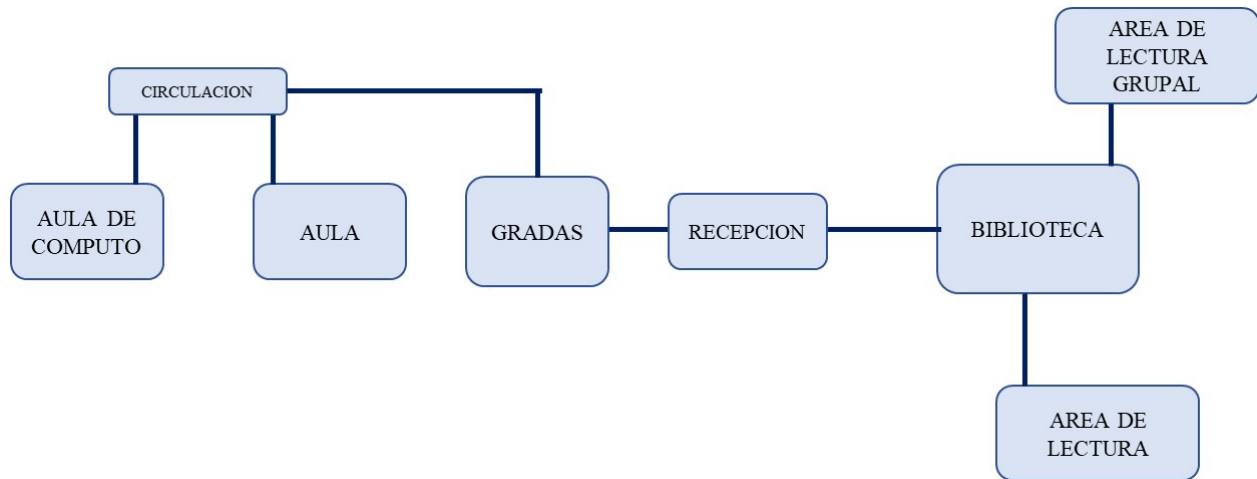 AREA DE
LECTURA
GRUPAL
CIRCULACION
AULA DE
COMPUTO
AULA
GRADAS
RECEPCION
BIBLIOTECA
AREA DE
LECTURA